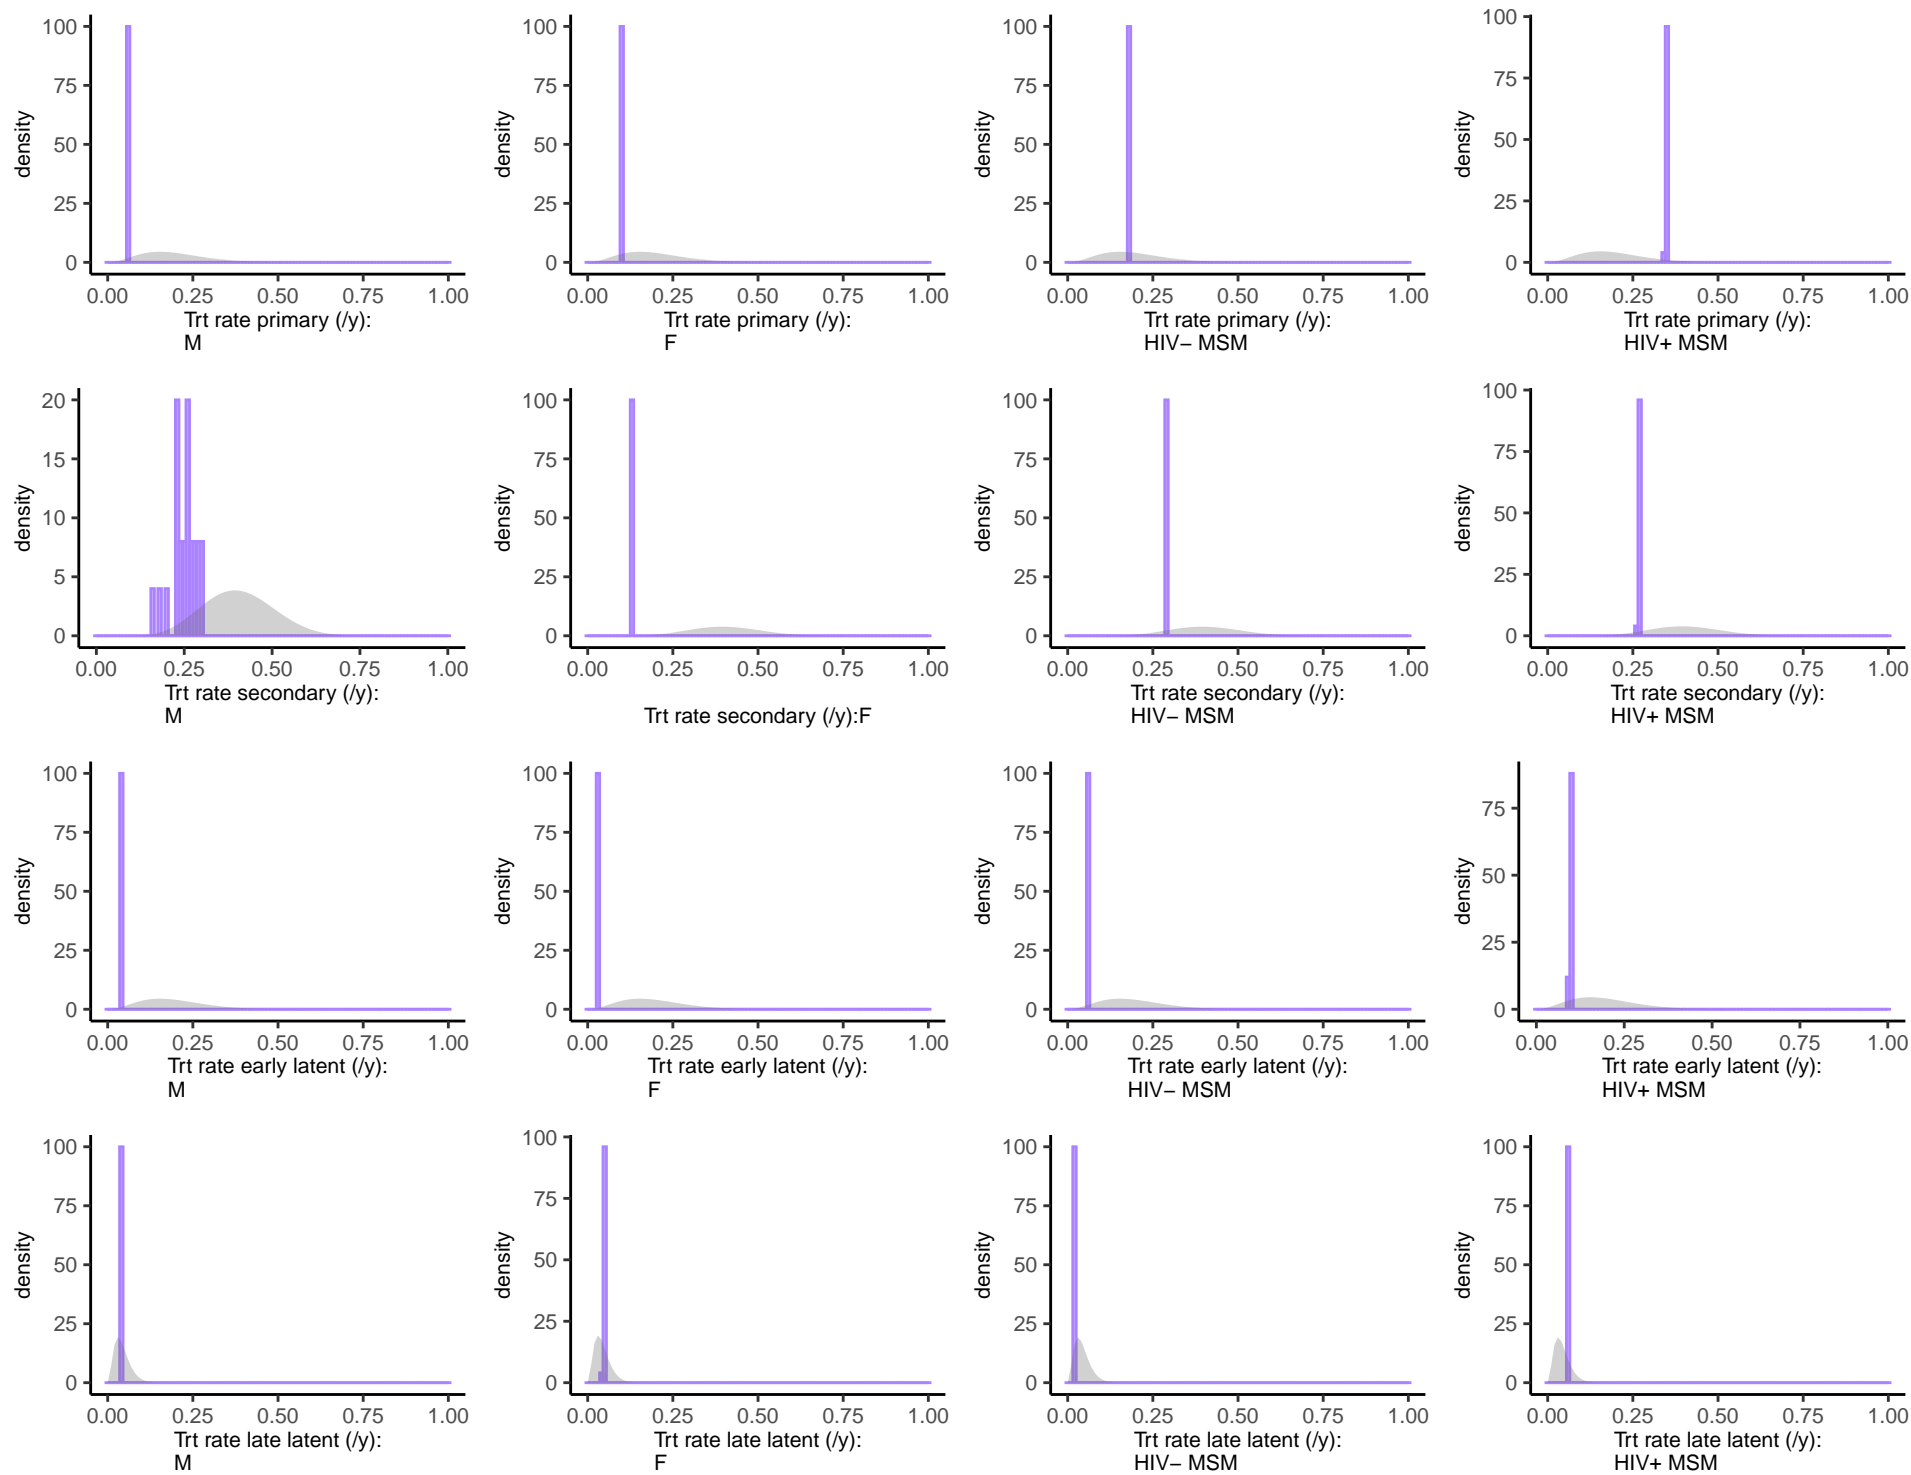 100
75
50
25
0
density
0.00 0.25 0.50 0.75 1.00
Trt rate primary (/y):
M
100
75
50
25
0
density
0.00 0.25 0.50 0.75 1.00
Trt rate primary (/y):
F
100
75
50
25
0
density
0.00 0.25 0.50 0.75 1.00
Trt rate primary (/y):
HIV− MSM
100
75
50
25
0
density
0.00 0.25 0.50 0.75 1.00
Trt rate primary (/y):
HIV+ MSM
20
15
10
5
0
density
0.00 0.25 0.50 0.75 1.00
Trt rate secondary (/y):
M
100
75
50
25
0
density
0.00 0.25 0.50 0.75 1.00
Trt rate secondary (/y):F
100
75
50
25
0
density
0.00 0.25 0.50 0.75 1.00
Trt rate secondary (/y):
HIV− MSM
100
75
50
25
0
density
0.00 0.25 0.50 0.75 1.00
Trt rate secondary (/y):
HIV+ MSM
100
75
50
25
0
density
0.00 0.25 0.50 0.75 1.00
Trt rate early latent (/y):
M
100
75
50
25
0
density
0.00 0.25 0.50 0.75 1.00
Trt rate early latent (/y):
F
100
75
50
25
0
density
0.00 0.25 0.50 0.75 1.00
Trt rate early latent (/y):
HIV− MSM
75
50
25
0
density
0.00 0.25 0.50 0.75 1.00
Trt rate early latent (/y):
HIV+ MSM
100
75
50
25
0
density
0.00 0.25 0.50 0.75 1.00
Trt rate late latent (/y):
M
100
75
50
25
0
density
0.00 0.25 0.50 0.75 1.00
Trt rate late latent (/y):
F
100
75
50
25
0
density
0.00 0.25 0.50 0.75 1.00
Trt rate late latent (/y):
HIV− MSM
100
75
50
25
0
density
0.00 0.25 0.50 0.75 1.00
Trt rate late latent (/y):
HIV+ MSM